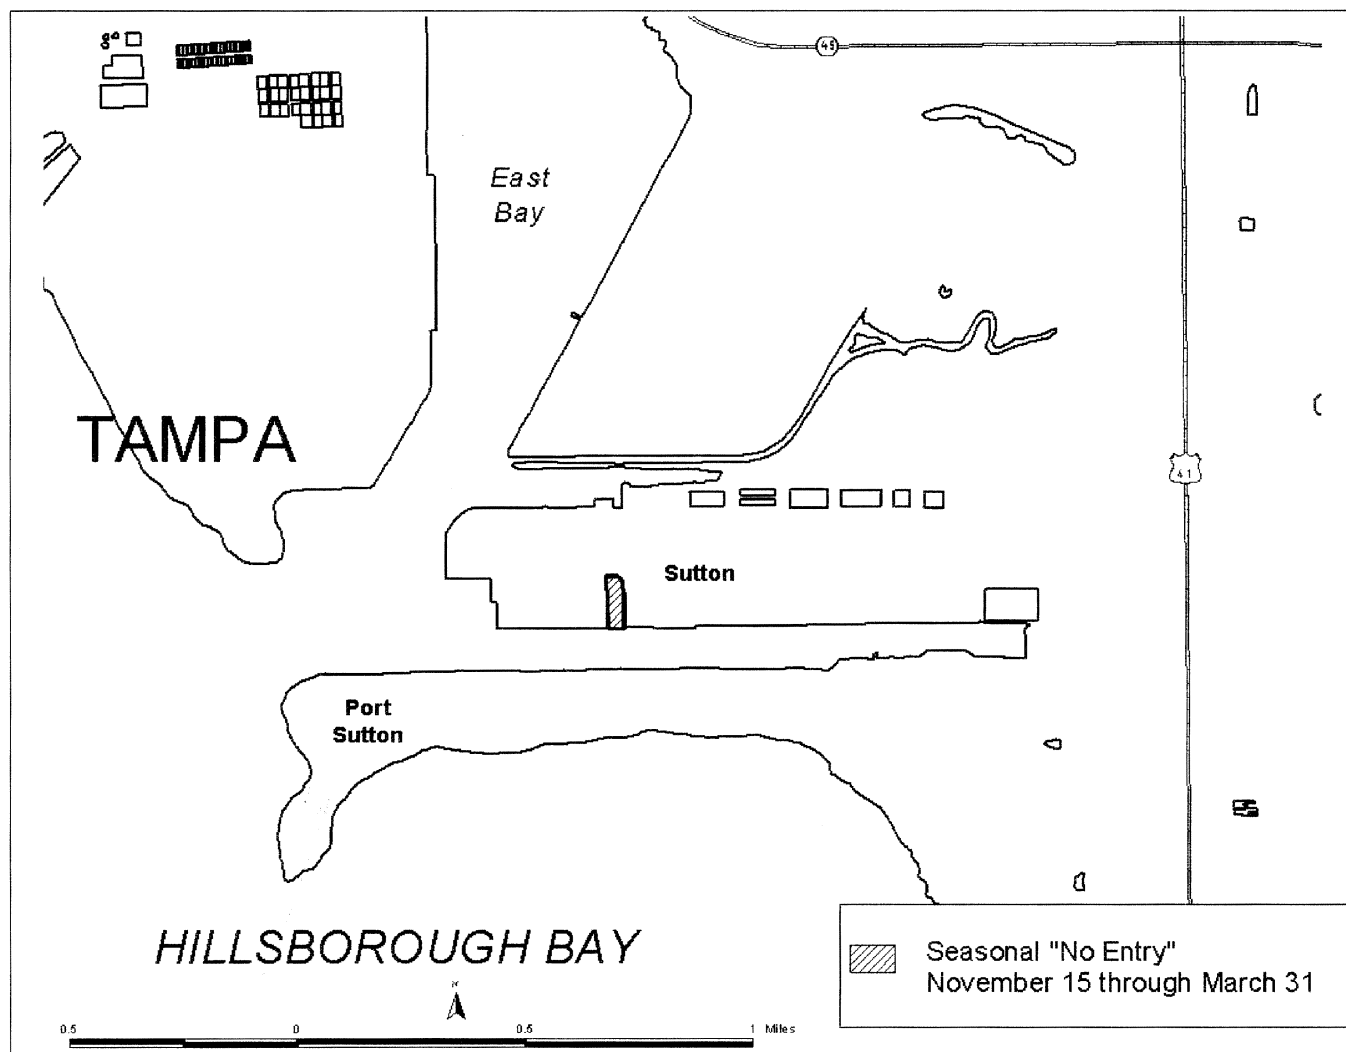 45
East
Bay
TAMPA
41
Sutton
Port
Sutton
HILLSBOROUGH BAY
Seasonal "No Entry"
November 15 through March 31
N
0.5 0 0.5 1 Miles